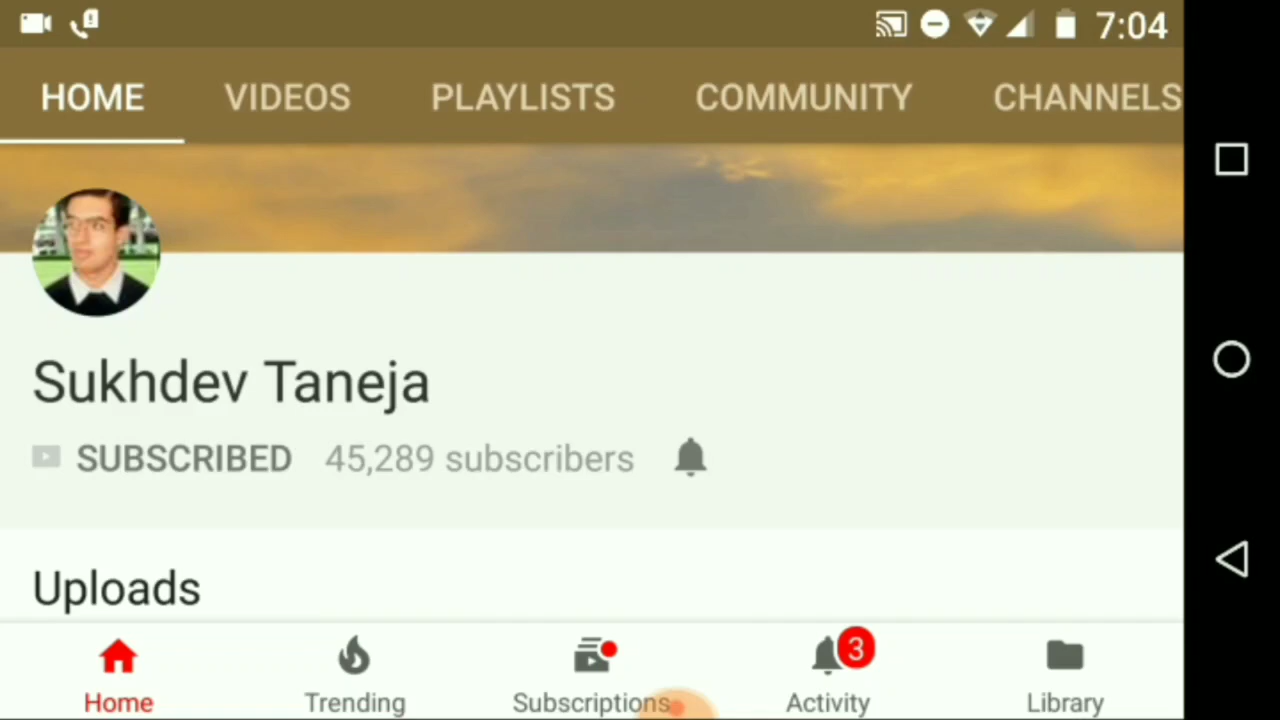 7:04
HOME VIDEOS PLAYLISTS COMMUNITY CHANNELS
Sukhdev Taneja
SUBSCRIBED 45,289 subscribers
Uploads
3
Home Trending Subscriptions Activity Library